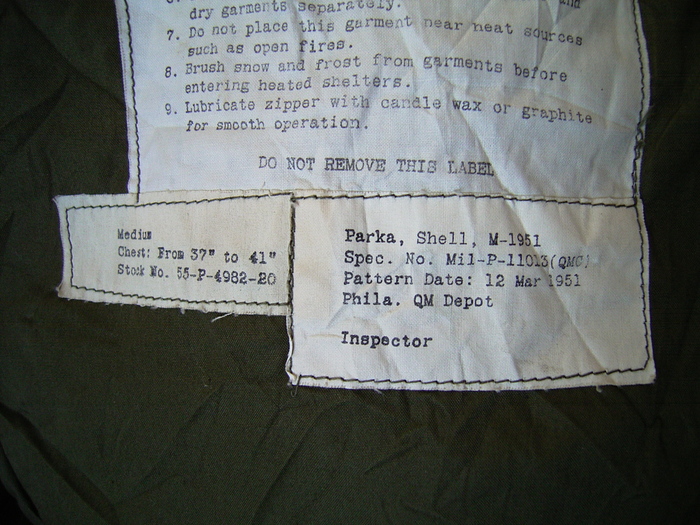 dry garments separately. and
7. Do not place this garment near heat sources
such as open fires.
8. Brush snow and frost from garments before
entering heated shelters.
9. Lubricate zipper with candle wax or graphite
for smooth operation.
DO NOT REMOVE THIS LABEL
Medium
Chest: From 37" to 41"
Stock No. 55-P-4982-20
Parka, Shell, M-1951
Spec. No. Mil-P-11013(QMC)
Pattern Date: 12 Mar 1951
Phila. QM Depot
Inspector